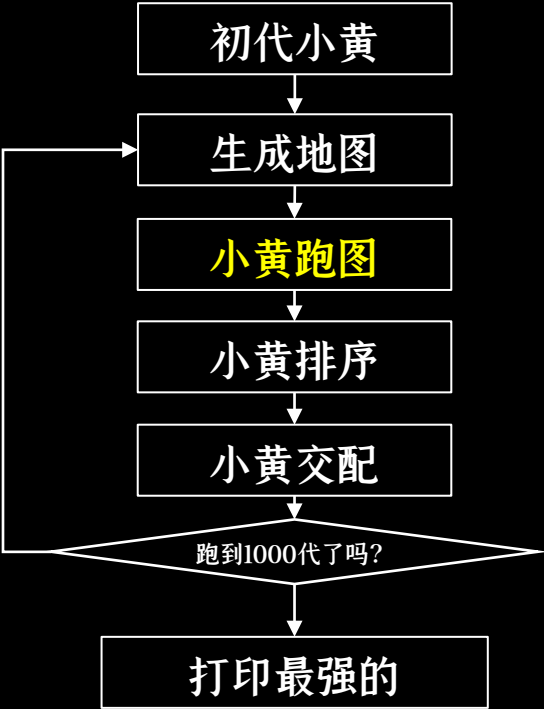 初代小黄
生成地图
小黄跑图
小黄排序
小黄交配
跑到1000代了吗?
打印最强的